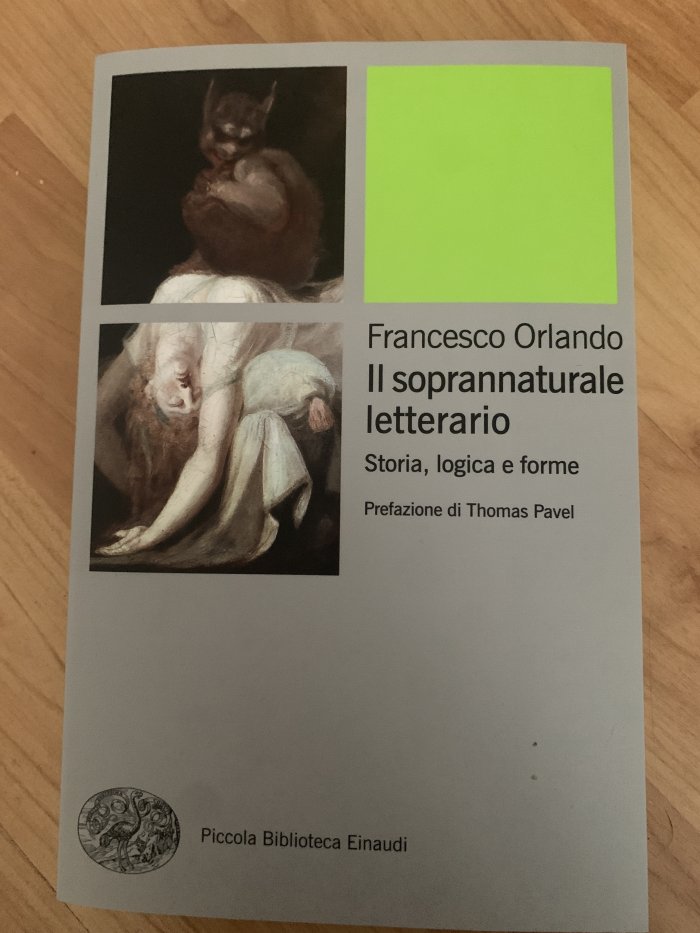 Francesco Orlando
Il soprannaturale
letterario
Storia, logica e forme
Prefazione di Thomas Pavel
Piccola Biblioteca Einaudi